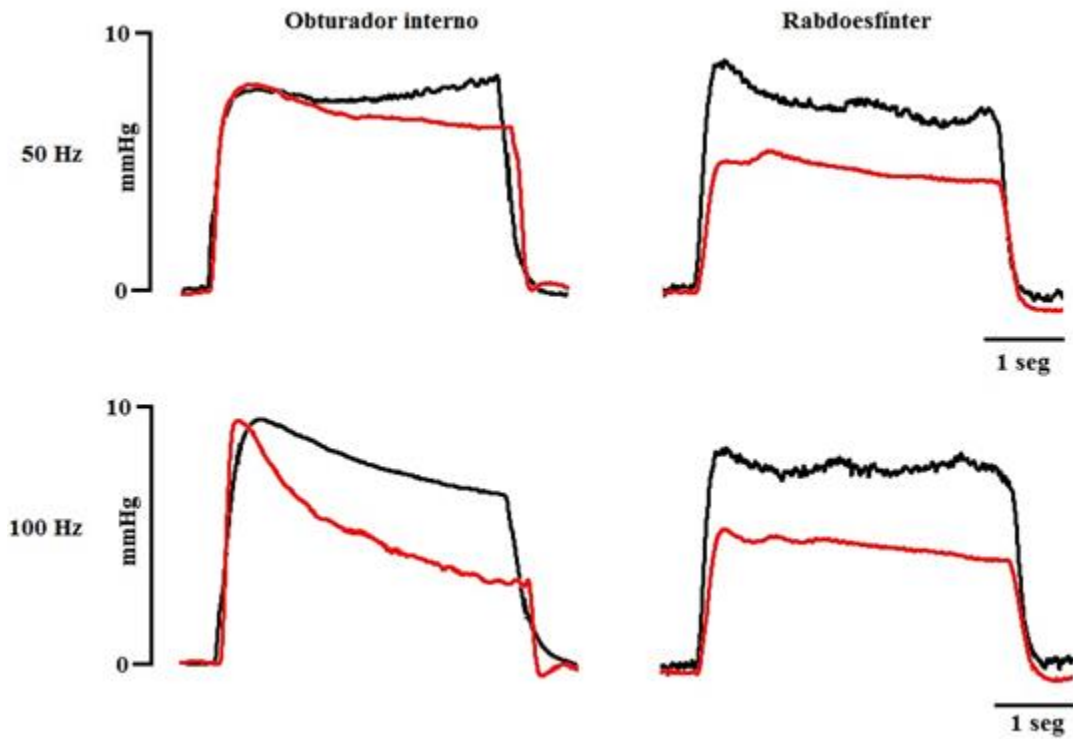 Obturador interno
Rabdoesfínter
10
50 Hz
mmHg
0
1 seg
10
100 Hz
mmHg
0
1 seg